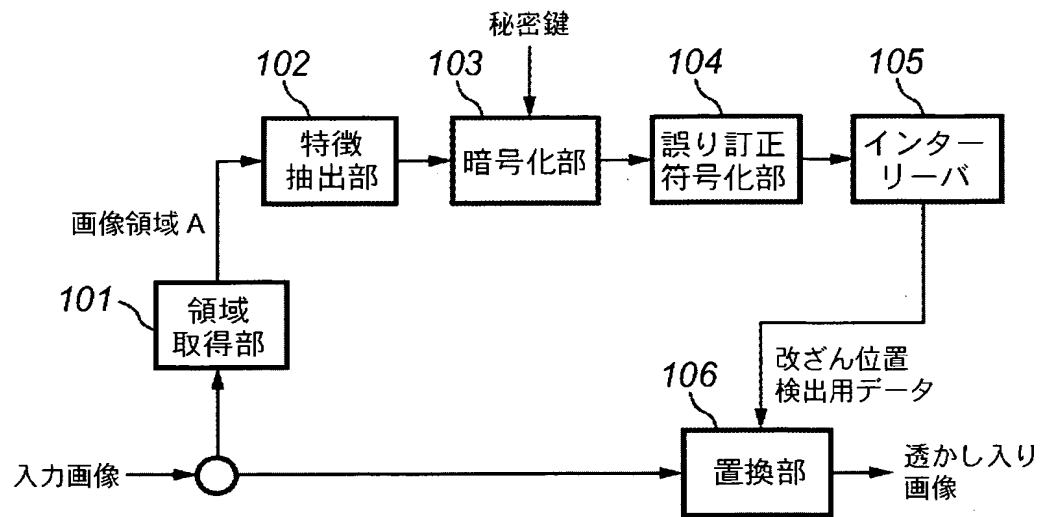 秘密鍵
102
103
104
105
特徴
抽出部
暗号化部
誤り訂正
符号化部
インター
リーバ
画像領域 A
101
領域
取得部
改ざん位置
検出用データ
106
入力画像
置換部
透かし入り
画像